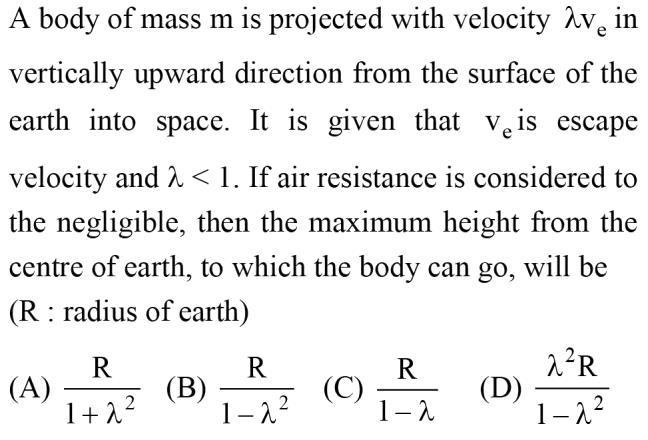 A body of mass m is projected with velocity λvₑ in
vertically upward direction from the surface of the
earth into space. It is given that vₑ is escape
velocity and λ < 1. If air resistance is considered to
the negligible, then the maximum height from the
centre of earth, to which the body can go, will be
(R : radius of earth)
(A) R/(1+λ²) (B) R/(1−λ²) (C) R/(1−λ) (D) λ²R/(1−λ²)